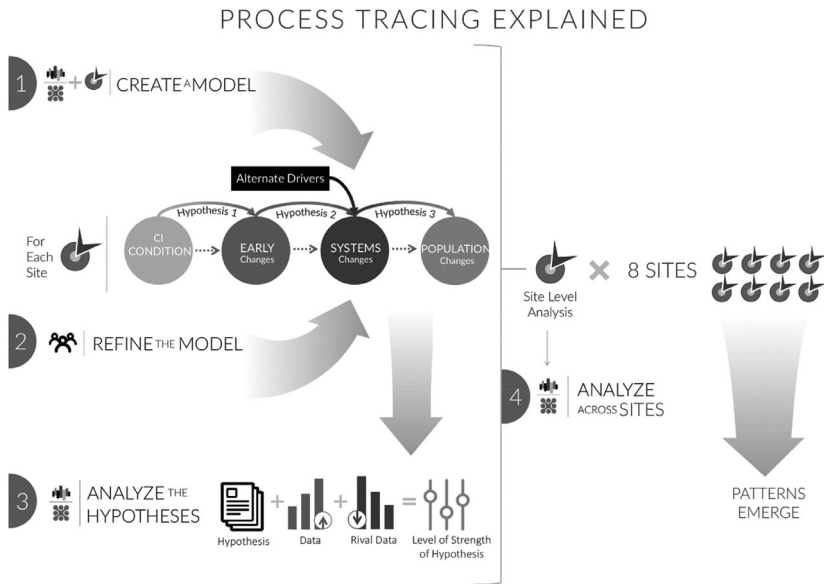 PROCESS TRACING EXPLAINED
1
+
CREATE A MODEL
Alternate Drivers
Hypothesis 1
Hypothesis 2
Hypothesis 3
For
Each
Site
CI
CONDITION
EARLY
Changes
SYSTEMS
Changes
POPULATION
Changes
2
REFINE THE MODEL
3
ANALYZE THE
HYPOTHESES
+
+
=
Hypothesis
Data
Rival Data
Level of Strength
of Hypothesis
Site Level
Analysis
×
8 SITES
4
ANALYZE
ACROSS SITES
PATTERNS
EMERGE